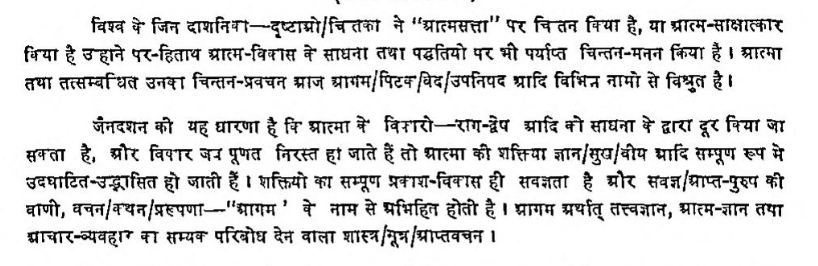 विश्व के जिन दार्शनिको—दृष्टाओ/चिन्तको ने "आत्मसत्ता" पर चिन्तन किया है, या आत्म-साक्षात्कार
किया है उन्होने पर-हितार्थ आत्म-विकास के साधनो तथा पद्धतियो पर भी पर्याप्त चिन्तन-मनन किया है । आत्मा
तथा तत्सम्बन्धित उनका चिन्तन-प्रवचन आज आगम/पिटक/वेद/उपनिषद् आदि विभिन्न नामो से विश्रुत है ।
जैनदर्शन की यह धारणा है कि आत्मा के विकारो—राग-द्वेष आदि को साधना के द्वारा दूर किया जा
सकता है, और विकार जब पूर्णत निरस्त हो जाते हैं तो आत्मा की शक्तिया ज्ञान/सुख/वीर्य आदि सम्पूर्ण रूप मे
उद्घाटित-उद्भासित हो जाती हैं । शक्तियो का सम्पूर्ण प्रकाश-विकास ही सर्वज्ञता है और सर्वज्ञ/आप्त-पुरुष की
वाणी, वचन/कथन/प्ररूपणा—"आगम" के नाम से अभिहित होती है । आगम अर्थात् तत्त्वज्ञान, आत्म-ज्ञान तथा
आचार-व्यवहार का सम्यक परिबोध देने वाला शास्त्र/सूत्र/आप्तवचन ।